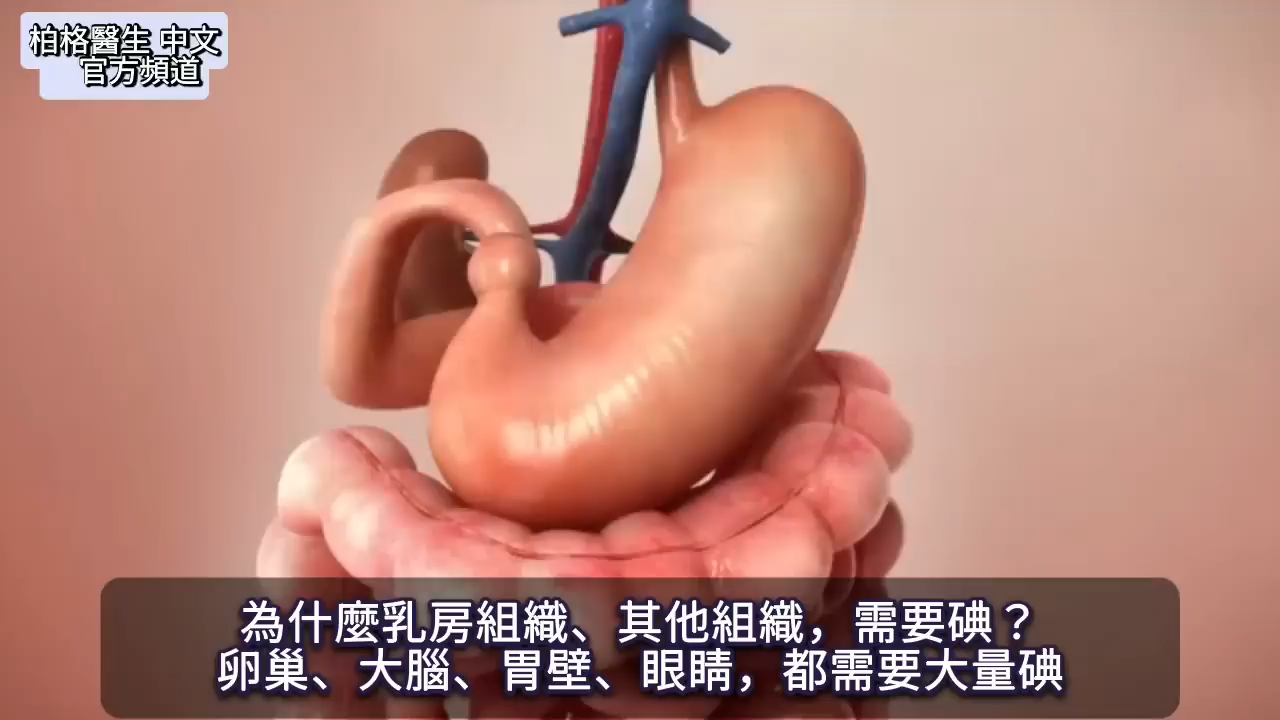 柏格醫生 中文
官方頻道
為什麼乳房組織、其他組織，需要碘？
卵巢、大腦、胃壁、眼睛，都需要大量碘